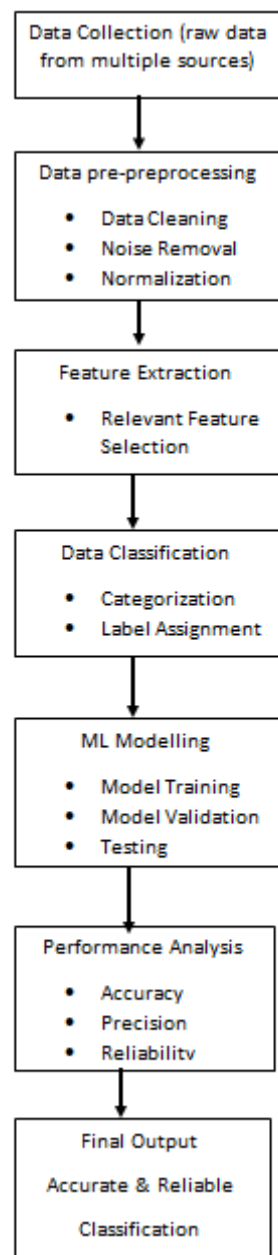 Data Collection (raw data
from multiple sources)
Data pre-preprocessing
• Data Cleaning
• Noise Removal
• Normalization
Feature Extraction
• Relevant Feature
Selection
Data Classification
• Categorization
• Label Assignment
ML Modelling
• Model Training
• Model Validation
• Testing
Performance Analysis
• Accuracy
• Precision
• Reliability
Final Output
Accurate & Reliable
Classification